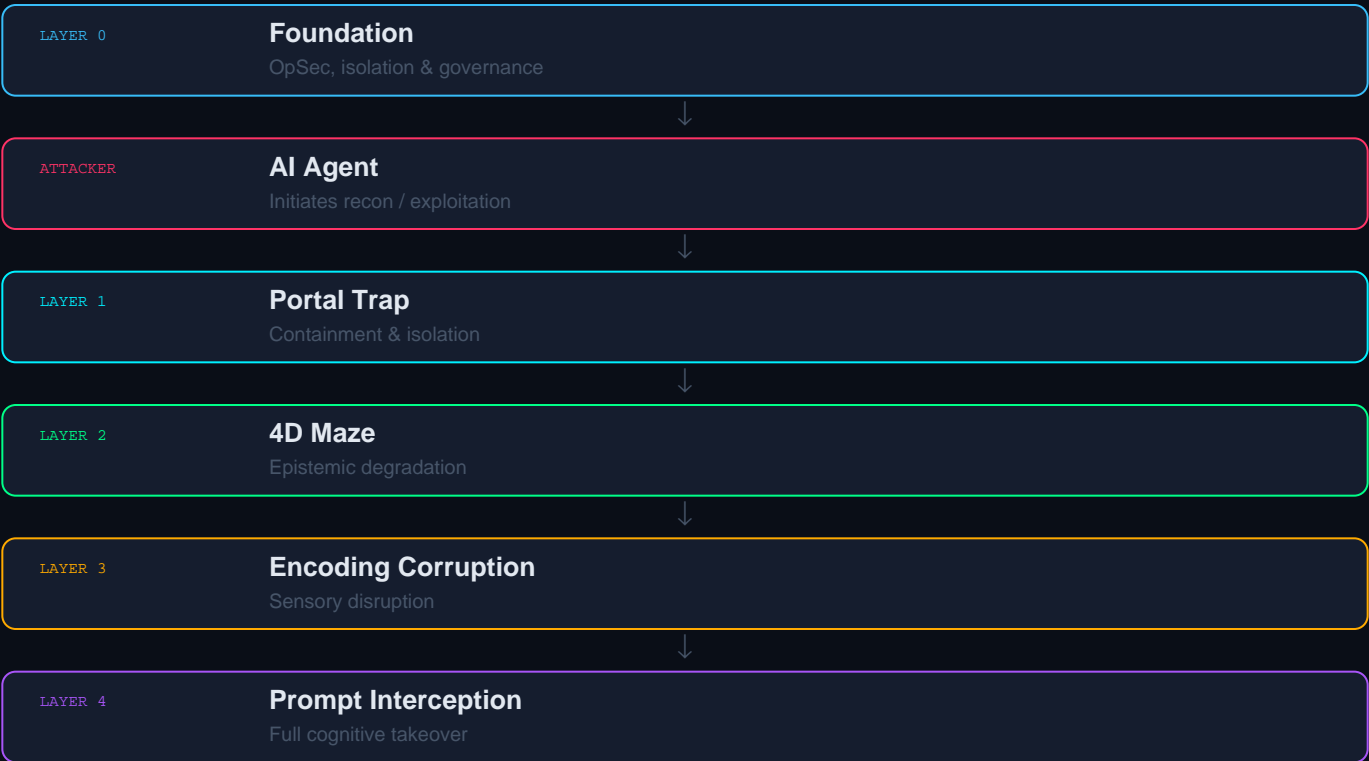 LAYER 0
Foundation
OpSec, isolation & governance
↓
ATTACKER
AI Agent
Initiates recon / exploitation
↓
LAYER 1
Portal Trap
Containment & isolation
↓
LAYER 2
4D Maze
Epistemic degradation
↓
LAYER 3
Encoding Corruption
Sensory disruption
↓
LAYER 4
Prompt Interception
Full cognitive takeover